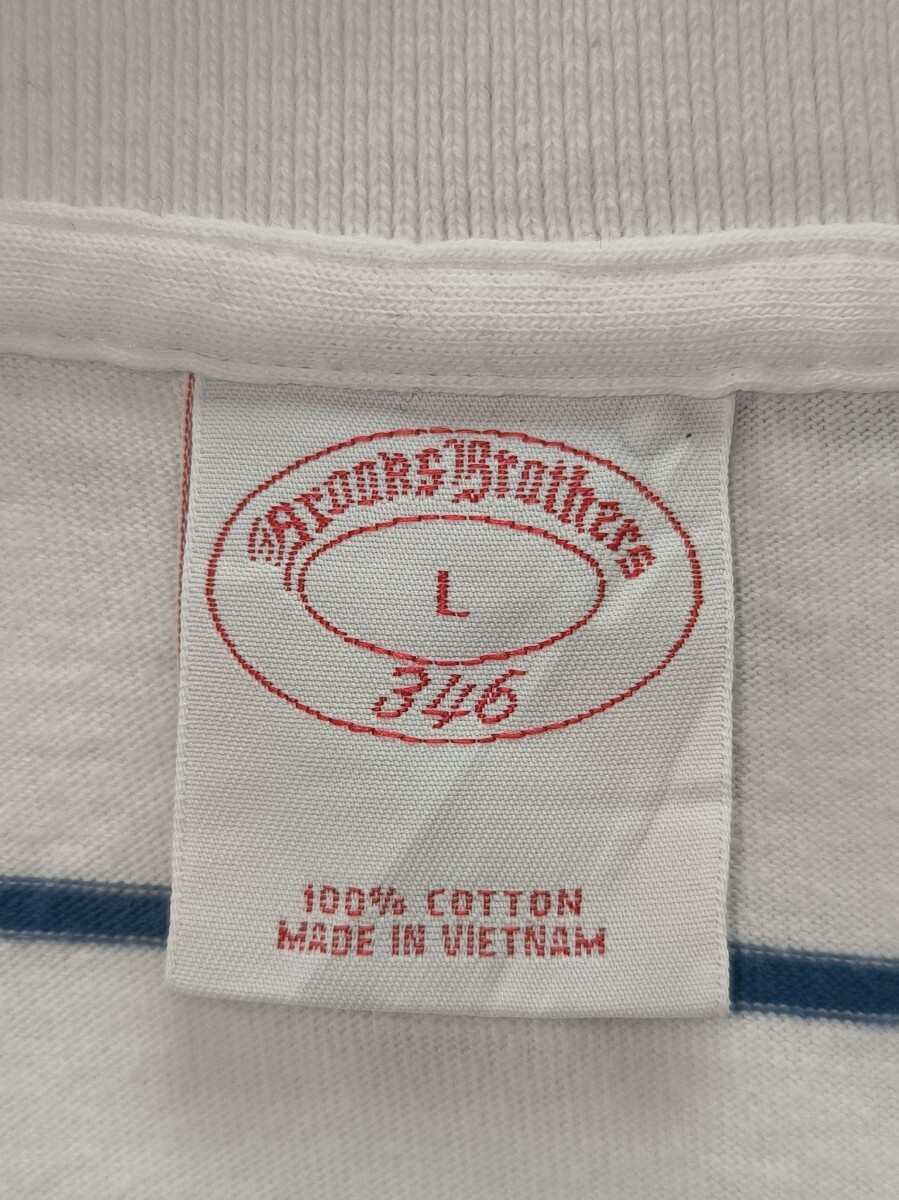 Brooks Brothers
L
346
100% COTTON
MADE IN VIETNAM